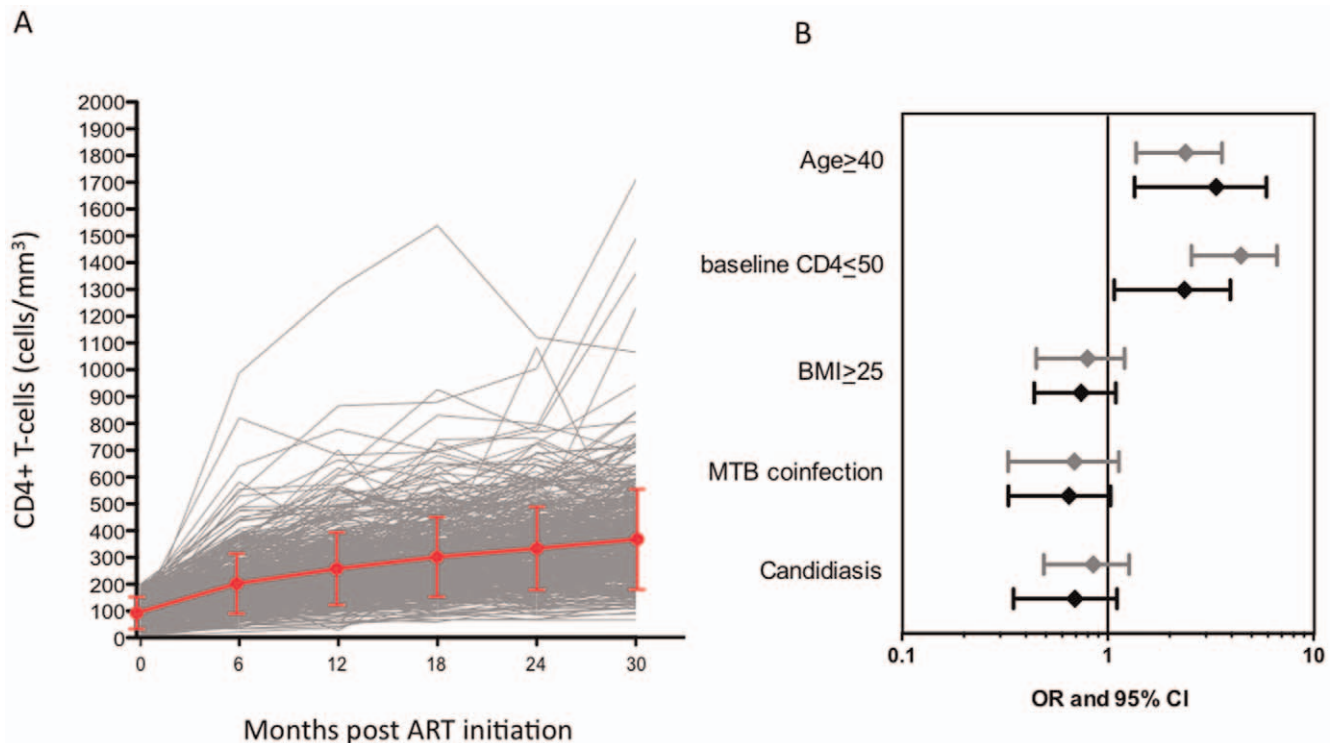 A
B
CD4+ T-cells (cells/mm³)
2000
1900
1800
1700
1600
1500
1400
1300
1200
1100
1000
900
800
700
600
500
400
300
200
100
0
0 6 12 18 24 30
Months post ART initiation
Age≥40
baseline CD4≤50
BMI≥25
MTB coinfection
Candidiasis
0.1 1 10
OR and 95% CI